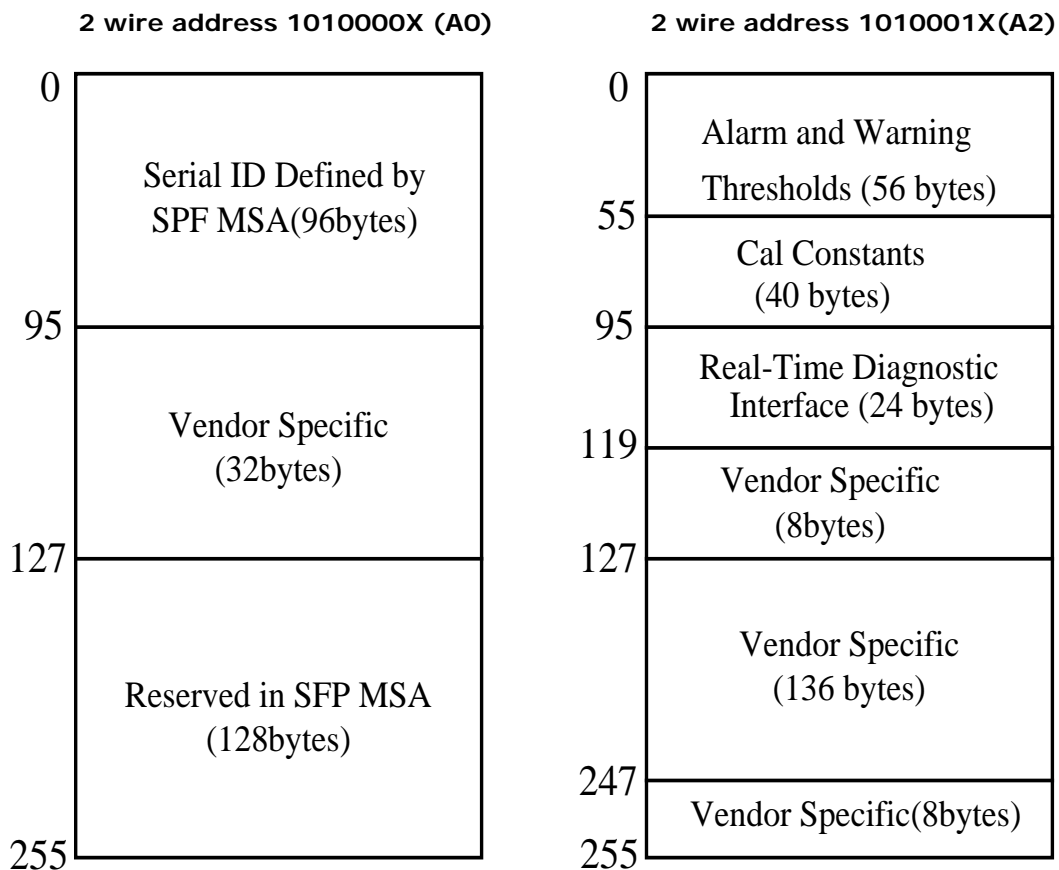 2 wire address 1010000X (A0)
0
Serial ID Defined by
SPF MSA(96bytes)
95
Vendor Specific
(32bytes)
127
Reserved in SFP MSA
(128bytes)
255
2 wire address 1010001X(A2)
0
Alarm and Warning
Thresholds (56 bytes)
55
Cal Constants
(40 bytes)
95
Real-Time Diagnostic
Interface (24 bytes)
119
Vendor Specific
(8bytes)
127
Vendor Specific
(136 bytes)
247
Vendor Specific(8bytes)
255